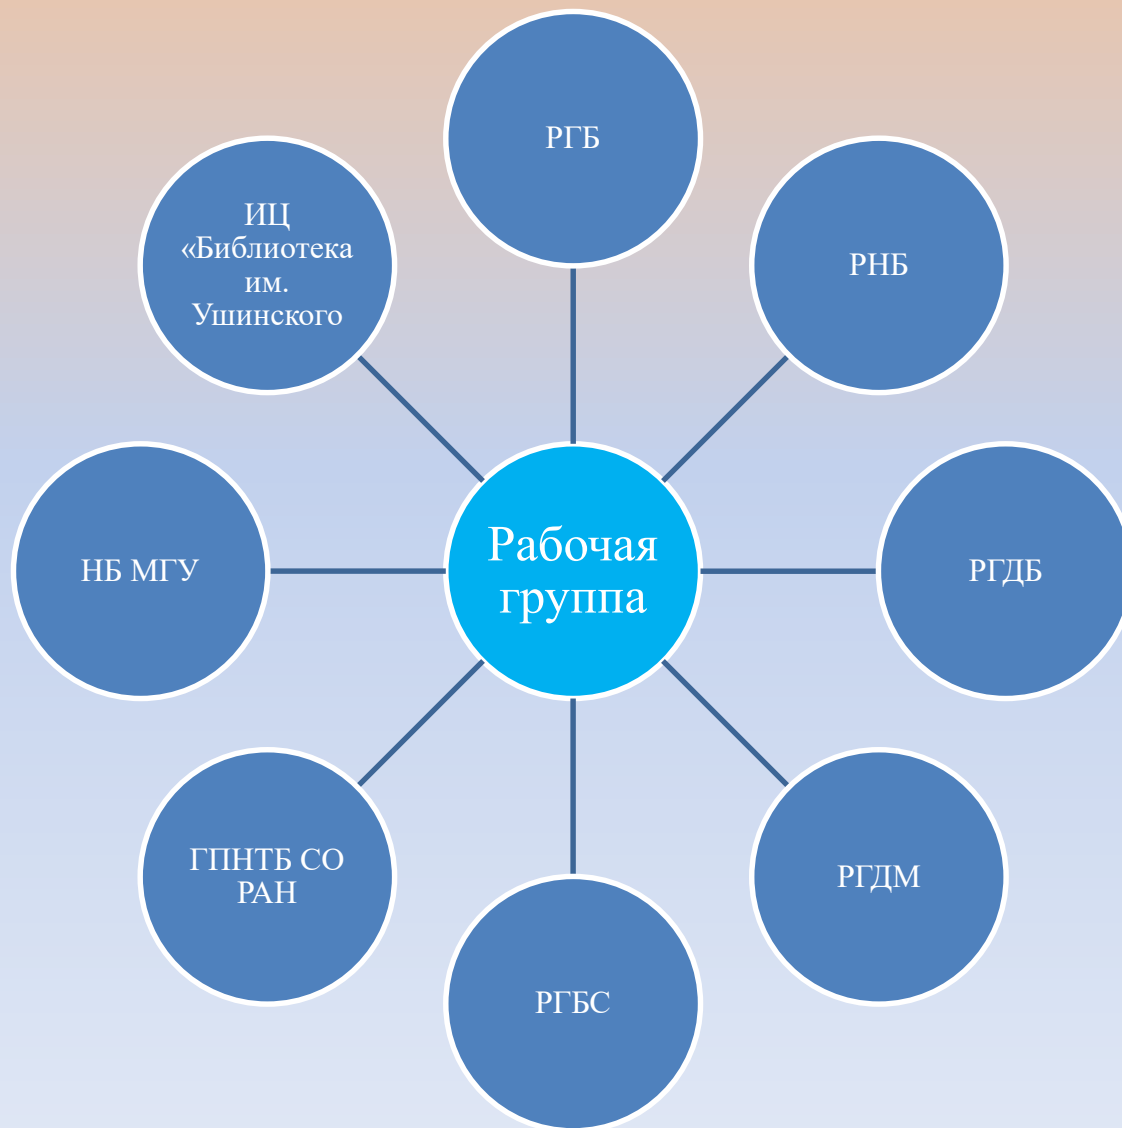 РГБ
ИЦ
«Библиотека
им.
Ушинского
РНБ
Рабочая
группа
НБ МГУ
РГДБ
ГПНТБ СО
РАН
РГДМ
РГБС